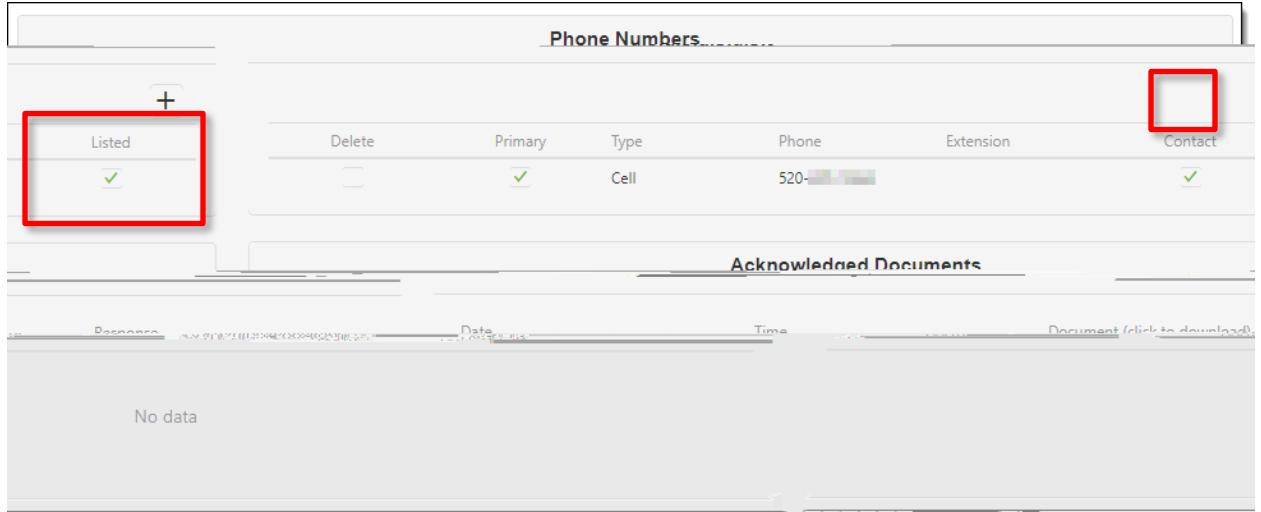 Phone Numbers
+
Listed Delete Primary Type Phone Extension Contact
Cell 520-
Acknowledged Documents
Response Date Time Document (click to download)
No data